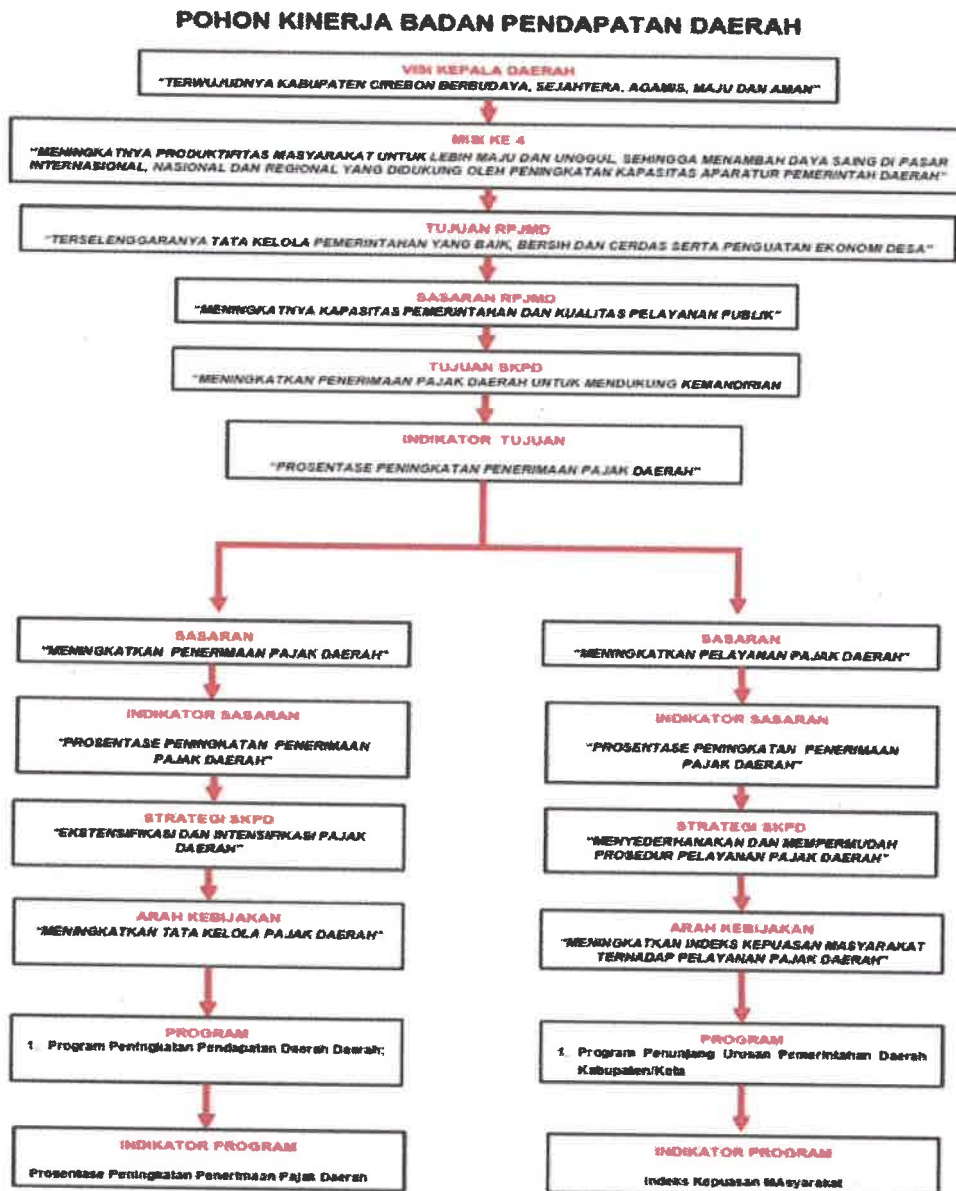 POHON KINERJA BADAN PENDAPATAN DAERAH
VISI KEPALA DAERAH
"TERWUJUDNYA KABUPATEN CIREBON BERBUDAYA, SEJAHTERA, AGAMIS, MAJU DAN AMAN"
MISI KE 4
"MENINGKATNYA PRODUKTIFITAS MASYARAKAT UNTUK LEBIH MAJU DAN UNGGUL, SEHINGGA MENAMBAH DAYA SAING DI PASAR
INTERNASIONAL, NASIONAL DAN REGIONAL YANG DIDUKUNG OLEH PENINGKATAN KAPASITAS APARATUR PEMERINTAH DAERAH"
TUJUAN RPJMD
"TERSELENGGARANYA TATA KELOLA PEMERINTAHAN YANG BAIK, BERSIH DAN CERDAS SERTA PENGUATAN EKONOMI DESA"
SASARAN RPJMD
"MENINGKATNYA KAPASITAS PEMERINTAHAN DAN KUALITAS PELAYANAN PUBLIK"
TUJUAN SKPD
"MENINGKATKAN PENERIMAAN PAJAK DAERAH UNTUK MENDUKUNG KEMANDIRIAN
INDIKATOR TUJUAN
"PROSENTASE PENINGKATAN PENERIMAAN PAJAK DAERAH"
SASARAN
"MENINGKATKAN PENERIMAAN PAJAK DAERAH"
INDIKATOR SASARAN
"PROSENTASE PENINGKATAN PENERIMAAN
PAJAK DAERAH"
STRATEGI SKPD
"EKSTENSIFIKASI DAN INTENSIFIKASI PAJAK
DAERAH"
ARAH KEBIJAKAN
"MENINGKATKAN TATA KELOLA PAJAK DAERAH"
PROGRAM
1. Program Peningkatan Pendapatan Daerah Daerah;
INDIKATOR PROGRAM
Prosentase Peningkatan Penerimaan Pajak Daerah
SASARAN
"MENINGKATKAN PELAYANAN PAJAK DAERAH"
INDIKATOR SASARAN
"PROSENTASE PENINGKATAN PENERIMAAN
PAJAK DAERAH"
STRATEGI SKPD
"MENYEDERHANAKAN DAN MEMPERMUDAH
PROSEDUR PELAYANAN PAJAK DAERAH"
ARAH KEBIJAKAN
"MENINGKATKAN INDEKS KEPUASAN MASYARAKAT
TERHADAP PELAYANAN PAJAK DAERAH"
PROGRAM
1. Program Penunjang Urusan Pemerintahan Daerah
Kabupaten/Kota
INDIKATOR PROGRAM
Indeks Kepuasan MAsyarakat